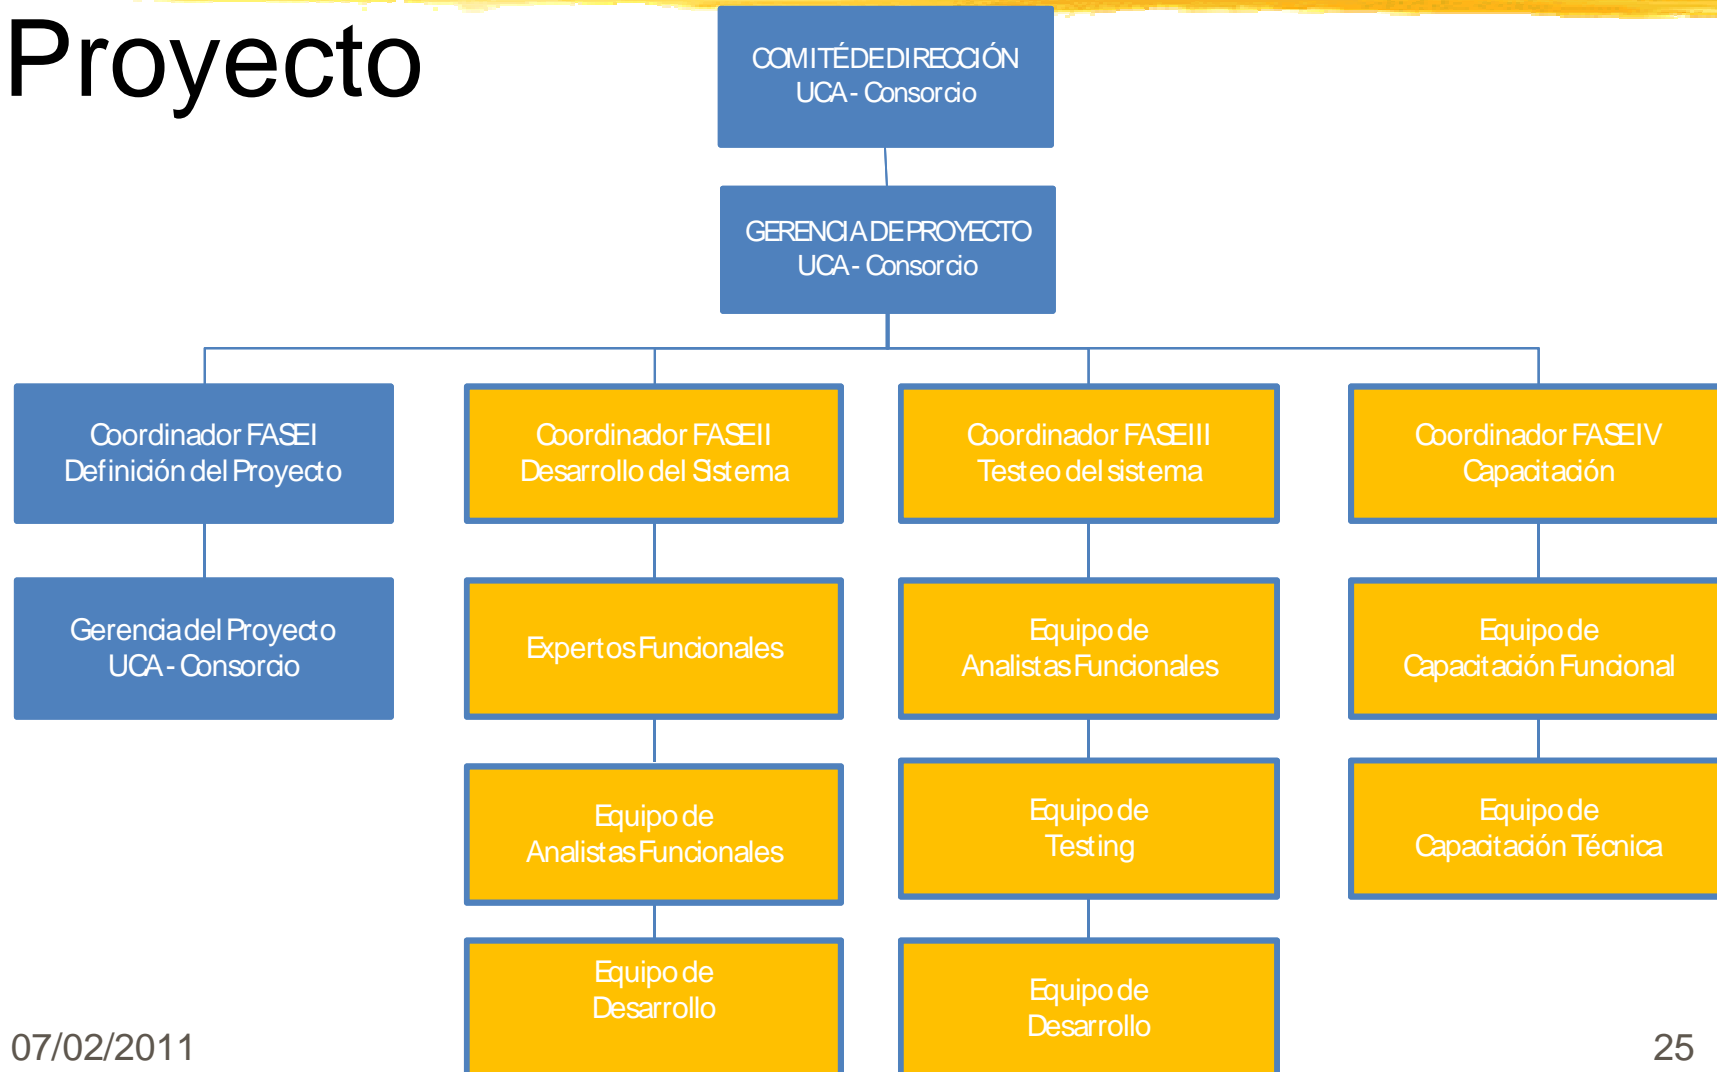 Proyecto
COMITÉ DE DIRECCIÓN
UCA - Consorcio
GERENCIA DE PROYECTO
UCA - Consorcio
Coordinador FASE I
Definición del Proyecto
Coordinador FASE II
Desarrollo del Sistema
Coordinador FASE III
Testeo del sistema
Coordinador FASE IV
Capacitación
Gerencia del Proyecto
UCA - Consorcio
Expertos Funcionales
Equipo de
Analistas Funcionales
Equipo de
Capacitación Funcional
Equipo de
Analistas Funcionales
Equipo de
Testing
Equipo de
Capacitación Técnica
Equipo de
Desarrollo
Equipo de
Desarrollo
07/02/2011
25